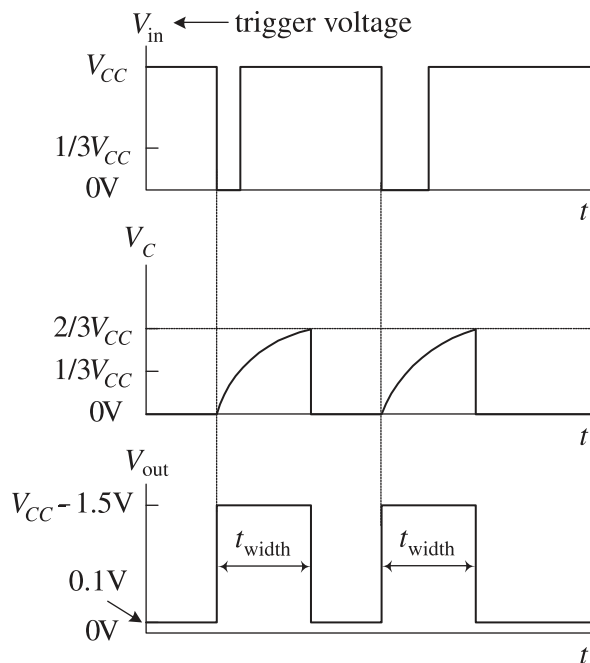 V_in ← trigger voltage
V_CC
1/3V_CC
0V
t
V_C
2/3V_CC
1/3V_CC
0V
t
V_out
V_CC − 1.5V
t_width t_width
0.1V
0V
t